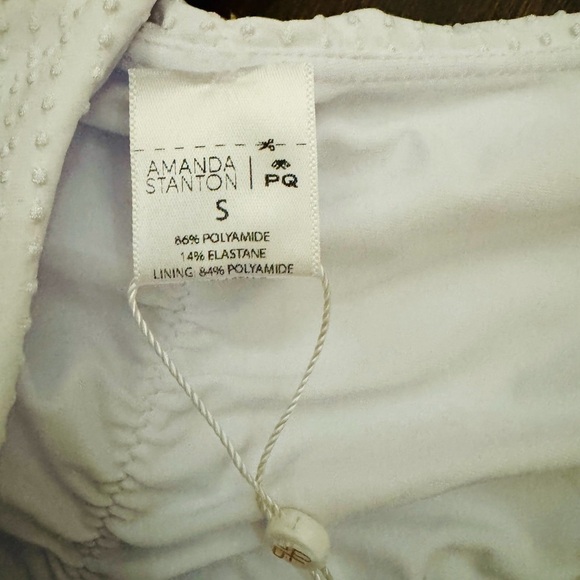 AMANDA
STANTON | PQ
S
86% POLYAMIDE
14% ELASTANE
LINING: 84% POLYAMIDE